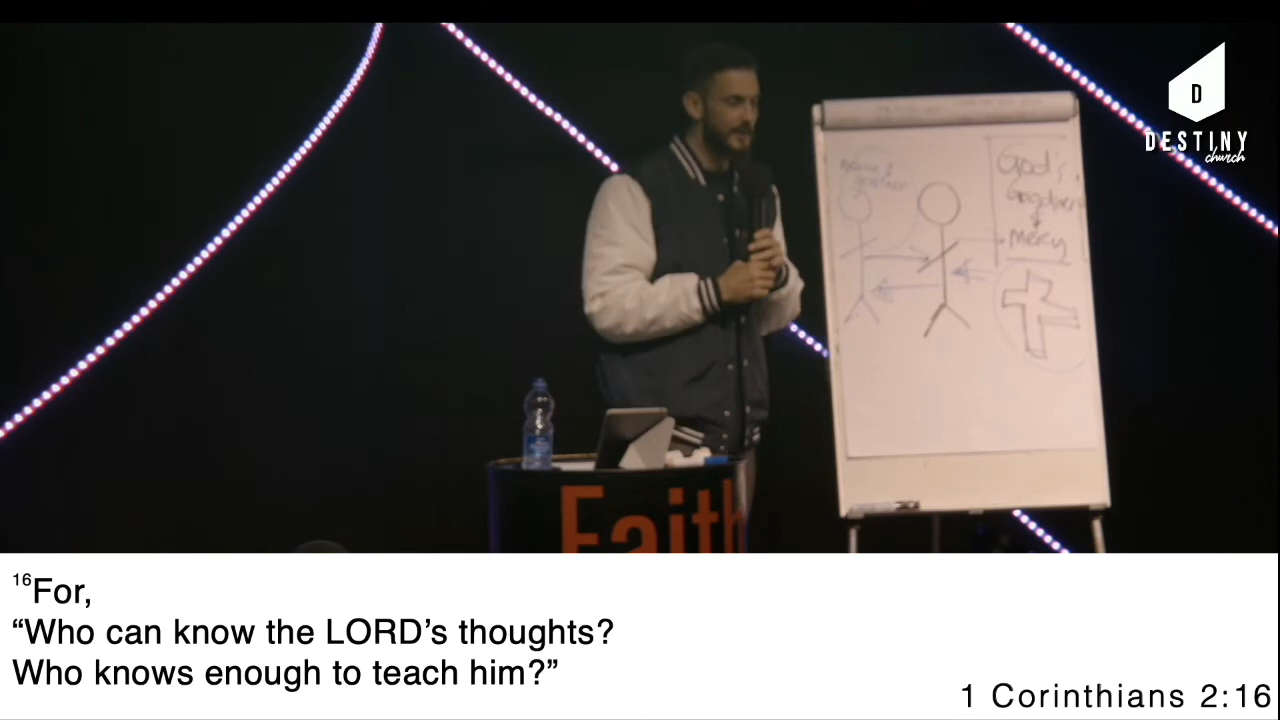 D
DESTINY
church
God's
mercy
Faith
16For,
“Who can know the LORD’s thoughts?
Who knows enough to teach him?”
1 Corinthians 2:16